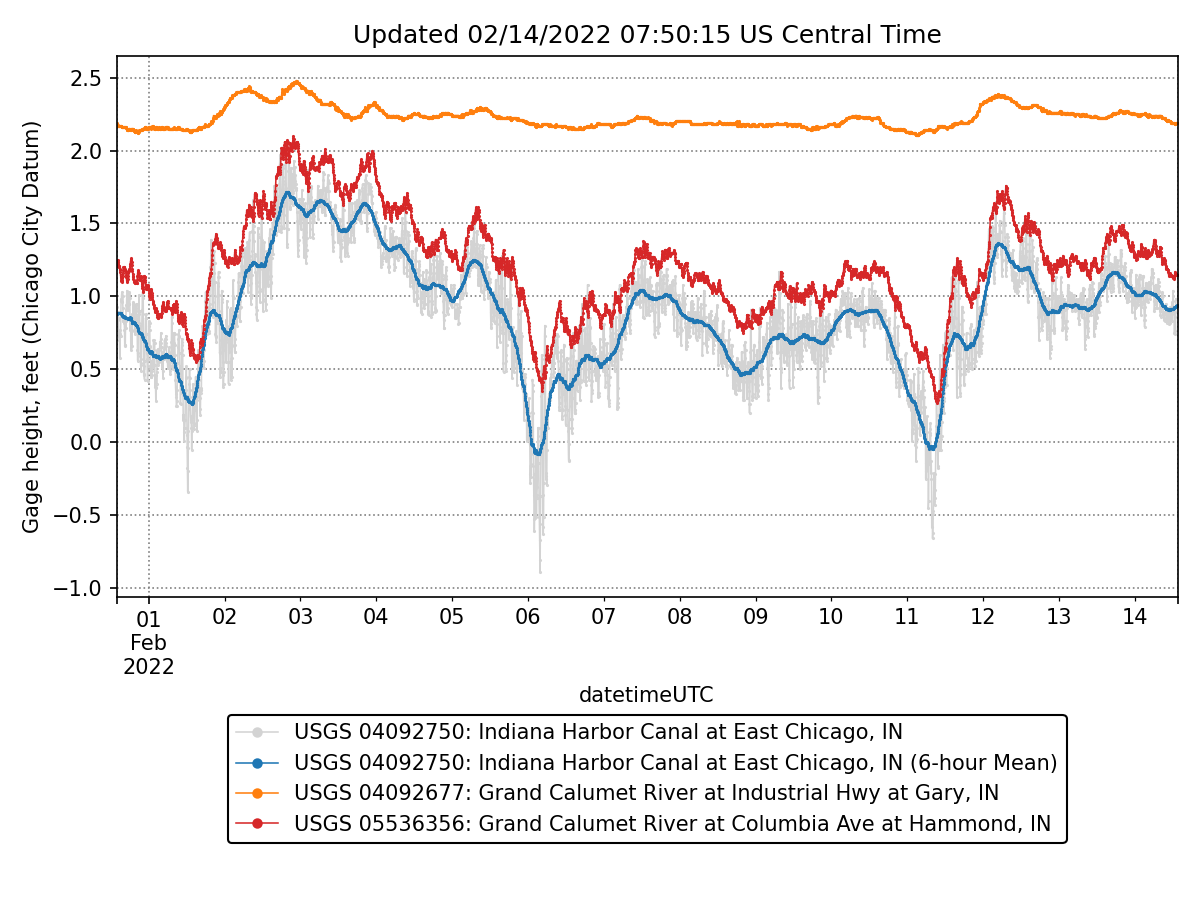 Updated 02/14/2022 07:50:15 US Central Time
Gage height, feet (Chicago City Datum)
2.5
2.0
1.5
1.0
0.5
0.0
−0.5
−1.0
01 02 03 04 05 06 07 08 09 10 11 12 13 14
Feb
2022
datetimeUTC
USGS 04092750: Indiana Harbor Canal at East Chicago, IN
USGS 04092750: Indiana Harbor Canal at East Chicago, IN (6-hour Mean)
USGS 04092677: Grand Calumet River at Industrial Hwy at Gary, IN
USGS 05536356: Grand Calumet River at Columbia Ave at Hammond, IN